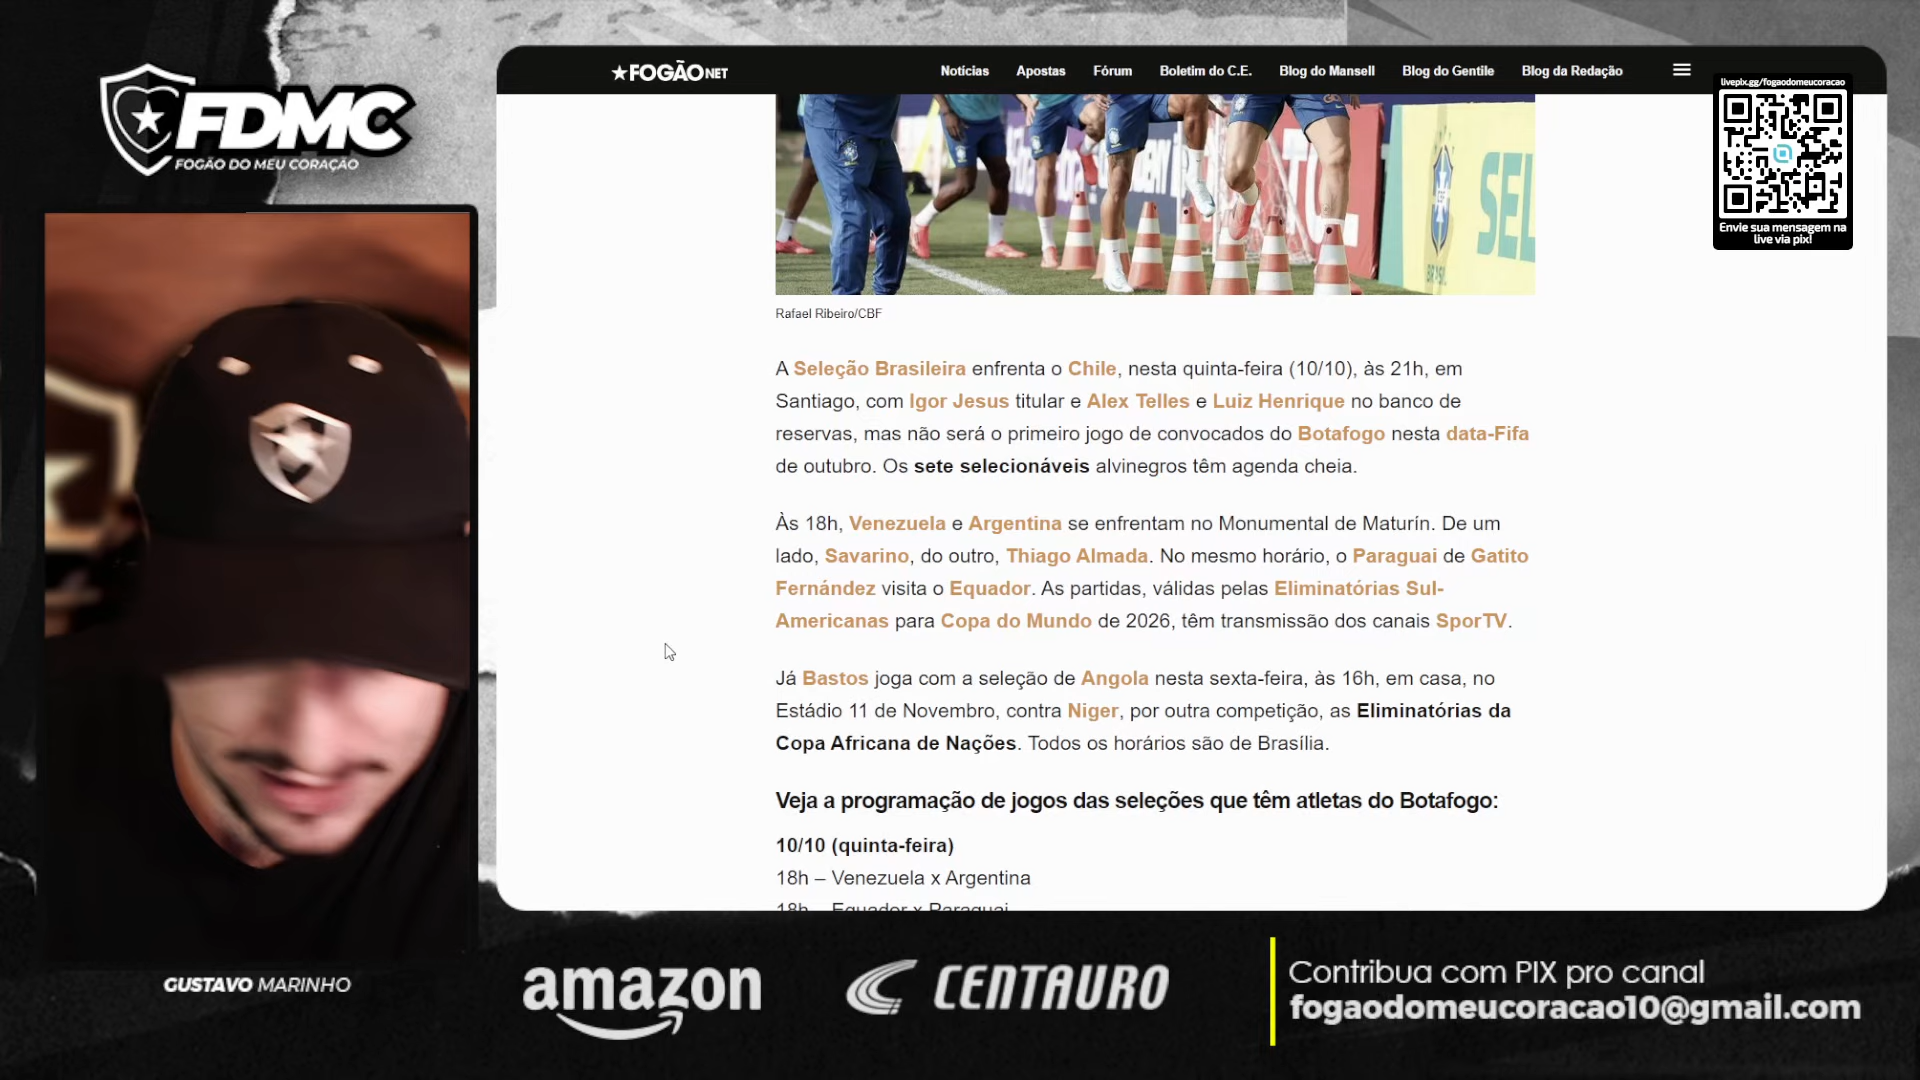 FDMC
FOGÃO DO MEU CORAÇÃO
FOGÃONET
Notícias Apostas Fórum Boletim do C.E. Blog do Mansell Blog do Gentile Blog da Redação
livepix.gg/fogaodomeucoracao
Envie sua mensagem na
live via pix!
SEL
BRASIL
Rafael Ribeiro/CBF
A Seleção Brasileira enfrenta o Chile, nesta quinta-feira (10/10), às 21h, em
Santiago, com Igor Jesus titular e Alex Telles e Luiz Henrique no banco de
reservas, mas não será o primeiro jogo de convocados do Botafogo nesta data-Fifa
de outubro. Os sete selecionáveis alvinegros têm agenda cheia.
Às 18h, Venezuela e Argentina se enfrentam no Monumental de Maturín. De um
lado, Savarino, do outro, Thiago Almada. No mesmo horário, o Paraguai de Gatito
Fernández visita o Equador. As partidas, válidas pelas Eliminatórias Sul-
Americanas para Copa do Mundo de 2026, têm transmissão dos canais SporTV.
Já Bastos joga com a seleção de Angola nesta sexta-feira, às 16h, em casa, no
Estádio 11 de Novembro, contra Niger, por outra competição, as Eliminatórias da
Copa Africana de Nações. Todos os horários são de Brasília.
Veja a programação de jogos das seleções que têm atletas do Botafogo:
10/10 (quinta-feira)
18h – Venezuela x Argentina
18h – Equador x Paraguai
GUSTAVO MARINHO
amazon
CENTAURO
Contribua com PIX pro canal
fogaodomeucoracao10@gmail.com